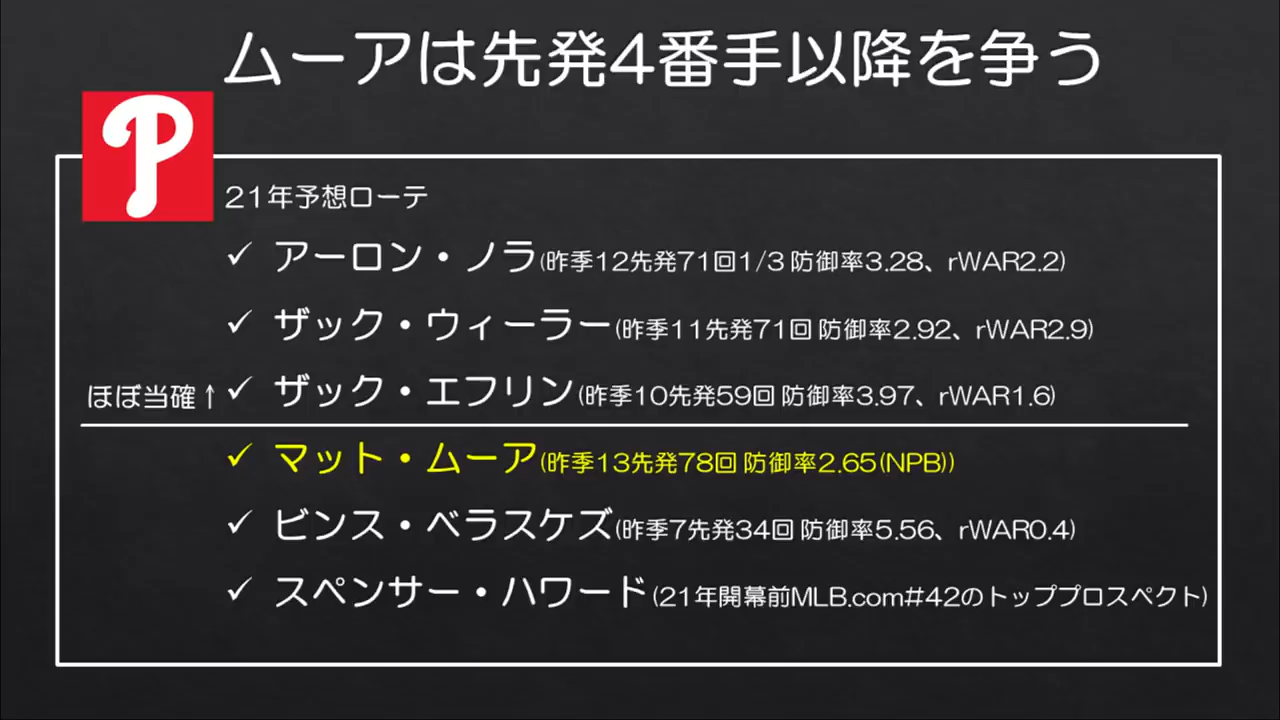 ムーアは先発4番手以降を争う
P
21年予想ローテ
✓ アーロン・ノラ(昨季12先発71回1/3 防御率3.28、rWAR2.2)
✓ ザック・ウィーラー(昨季11先発71回 防御率2.92、rWAR2.9)
ほぼ当確↑✓ ザック・エフリン(昨季10先発59回 防御率3.97、rWAR1.6)
✓ マット・ムーア(昨季13先発78回 防御率2.65(NPB))
✓ ビンス・ベラスケズ(昨季7先発34回 防御率5.56、rWAR0.4)
✓ スペンサー・ハワード(21年開幕前MLB.com#42のトッププロスペクト)